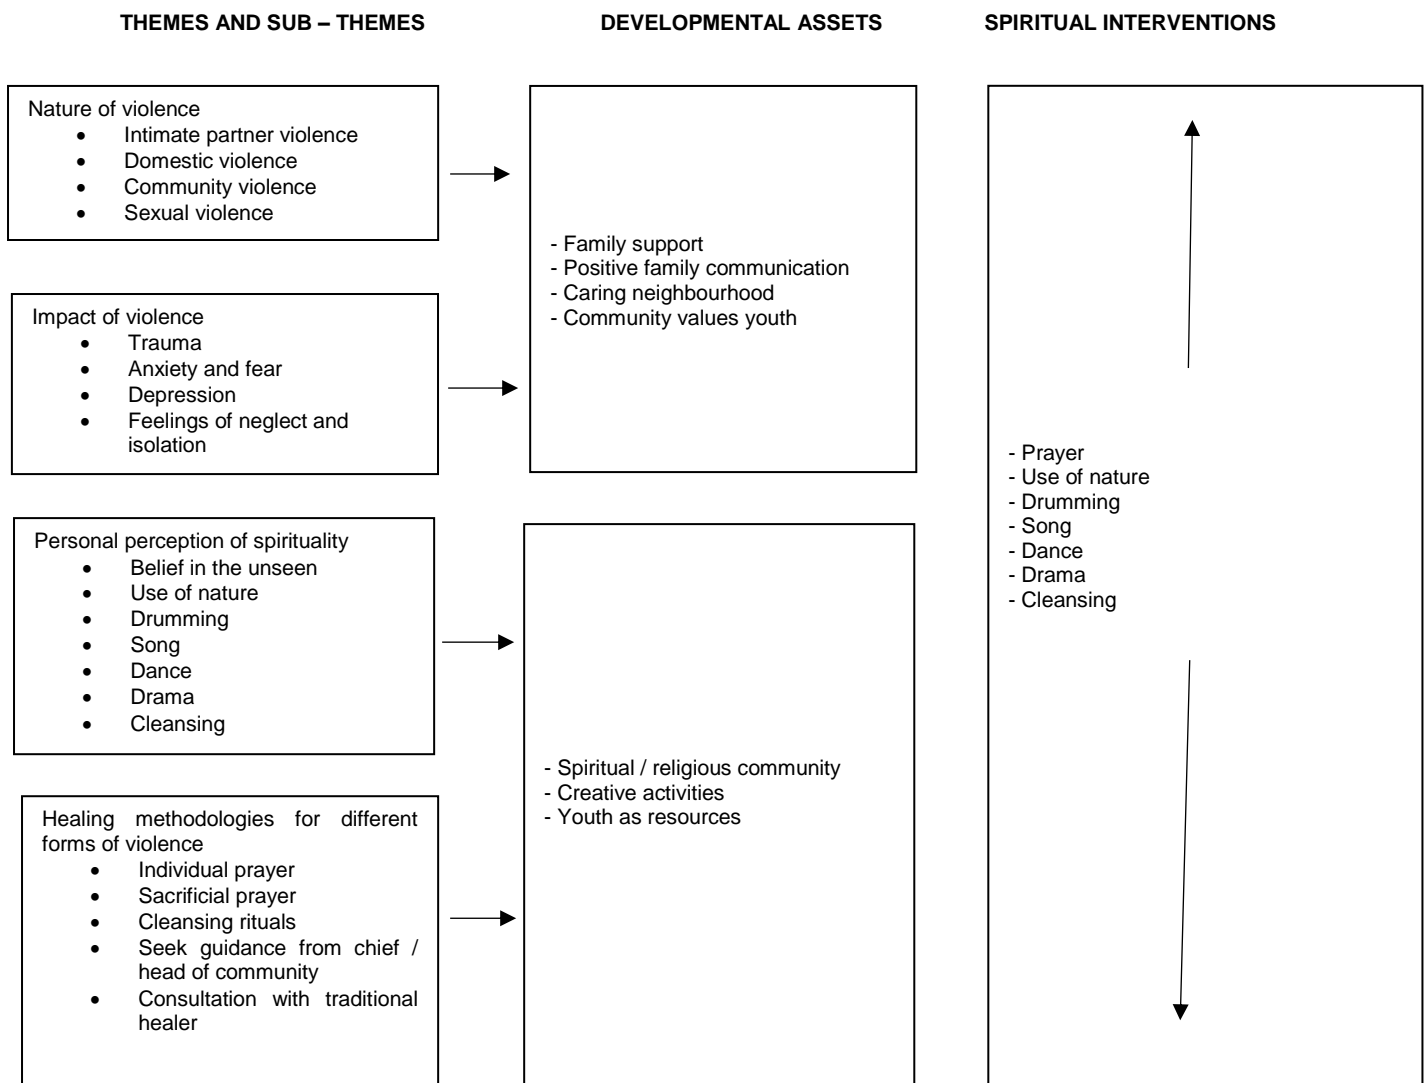 THEMES AND SUB – THEMES
DEVELOPMENTAL ASSETS
SPIRITUAL INTERVENTIONS
Nature of violence
• Intimate partner violence
• Domestic violence
• Community violence
• Sexual violence
Impact of violence
• Trauma
• Anxiety and fear
• Depression
• Feelings of neglect and
isolation
Personal perception of spirituality
• Belief in the unseen
• Use of nature
• Drumming
• Song
• Dance
• Drama
• Cleansing
Healing methodologies for different
forms of violence
• Individual prayer
• Sacrificial prayer
• Cleansing rituals
• Seek guidance from chief /
head of community
• Consultation with traditional
healer
- Family support
- Positive family communication
- Caring neighbourhood
- Community values youth
- Spiritual / religious community
- Creative activities
- Youth as resources
- Prayer
- Use of nature
- Drumming
- Song
- Dance
- Drama
- Cleansing